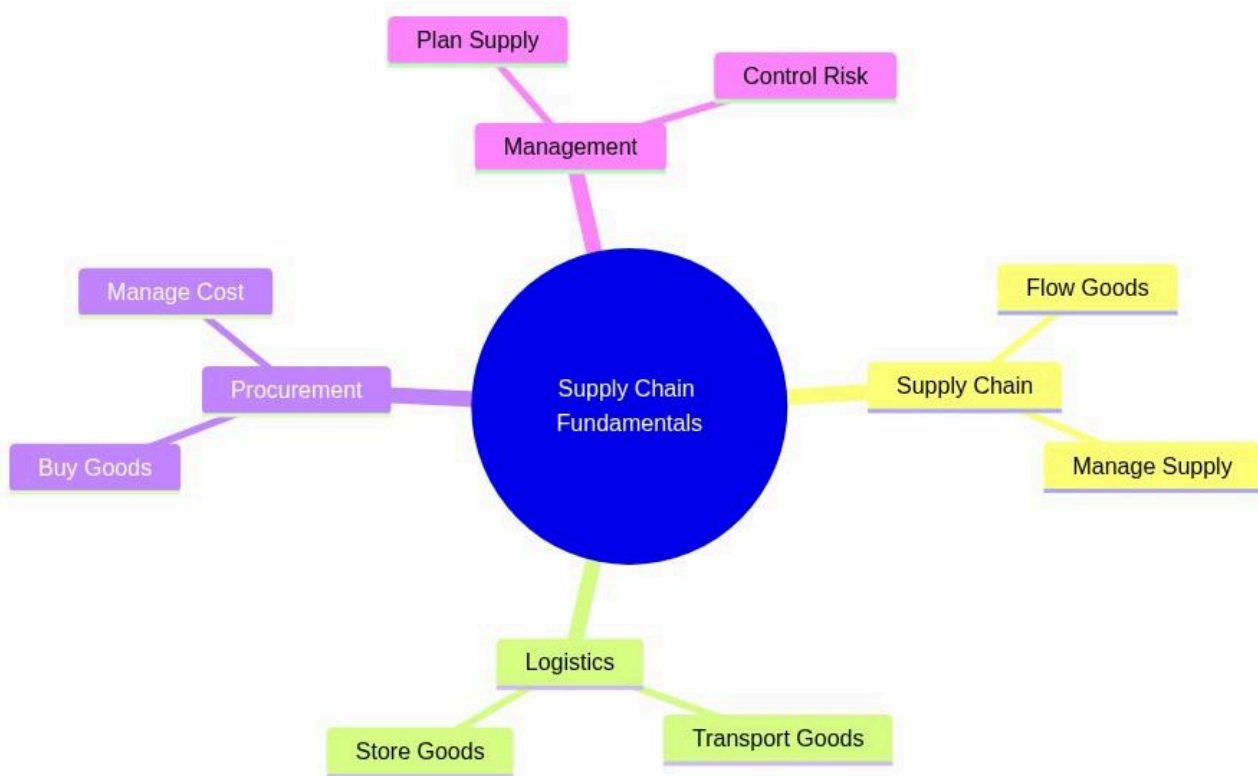 Plan Supply
Control Risk
Management
Manage Cost
Procurement
Buy Goods
Supply Chain
Fundamentals
Flow Goods
Supply Chain
Manage Supply
Logistics
Store Goods
Transport Goods